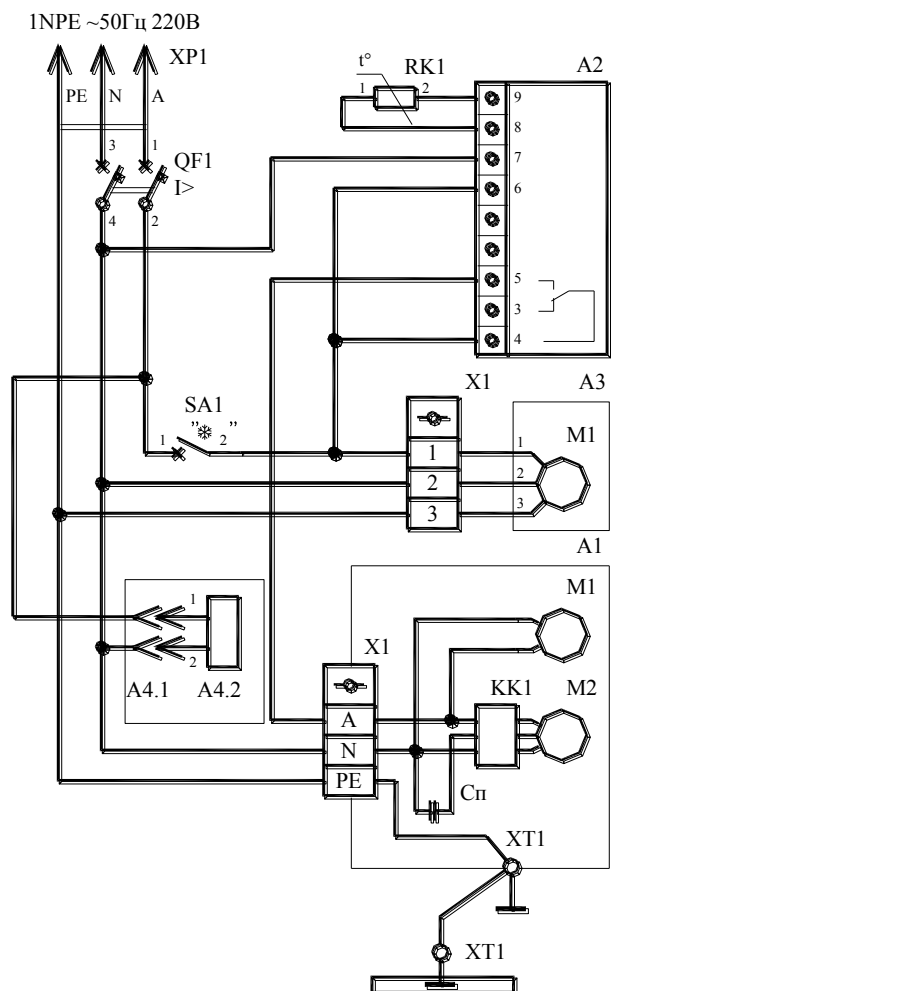 1NPE ~50Гц 220В
XP1
PE N A
3 1
QF1
I>
4 2
t°
RK1
1 2
A2
9
8
7
6
5
3
4
SA1
" ❄ "
1 2
X1
1
2
3
A3
M1
1
2
3
A1
M1
M2
KK1
X1
A
N
PE
Сп
1
2
A4.1 A4.2
XT1
XT1